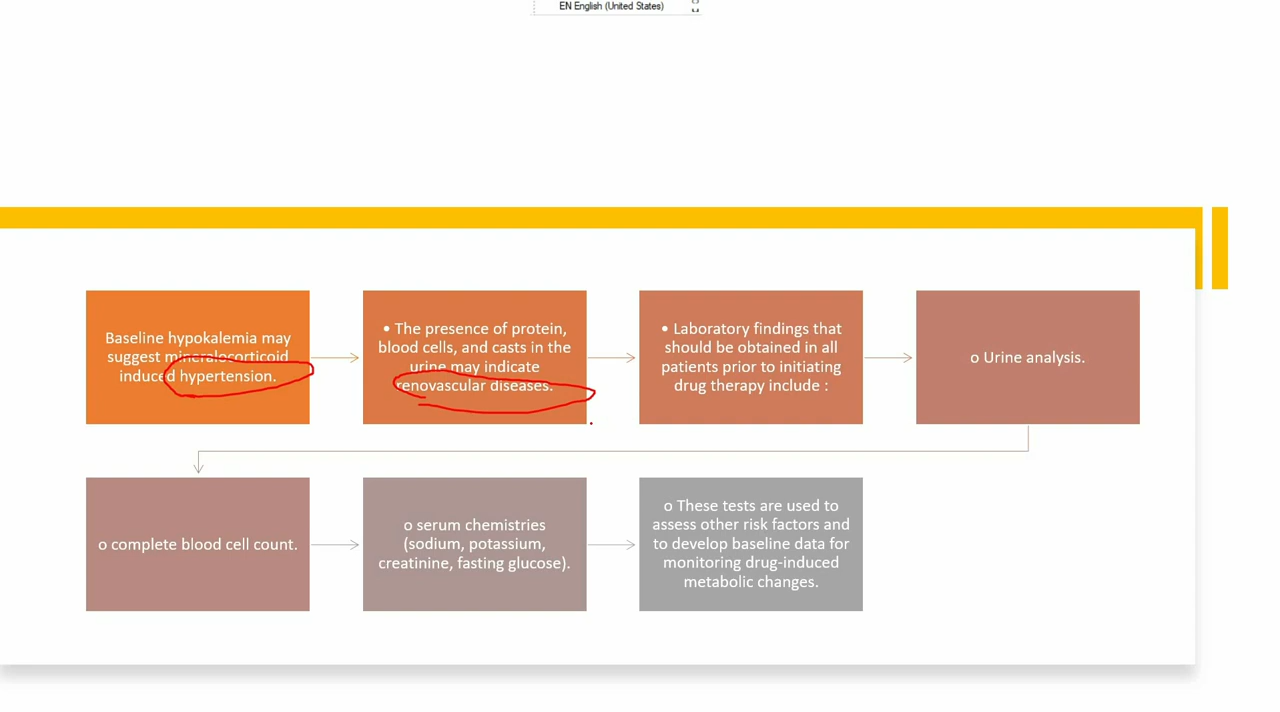 EN English (United States)
Baseline hypokalemia may
suggest mineralocorticoid
induced hypertension.
• The presence of protein,
blood cells, and casts in the
urine may indicate
renovascular diseases.
• Laboratory findings that
should be obtained in all
patients prior to initiating
drug therapy include :
o Urine analysis.
o complete blood cell count.
o serum chemistries
(sodium, potassium,
creatinine, fasting glucose).
o These tests are used to
assess other risk factors and
to develop baseline data for
monitoring drug-induced
metabolic changes.